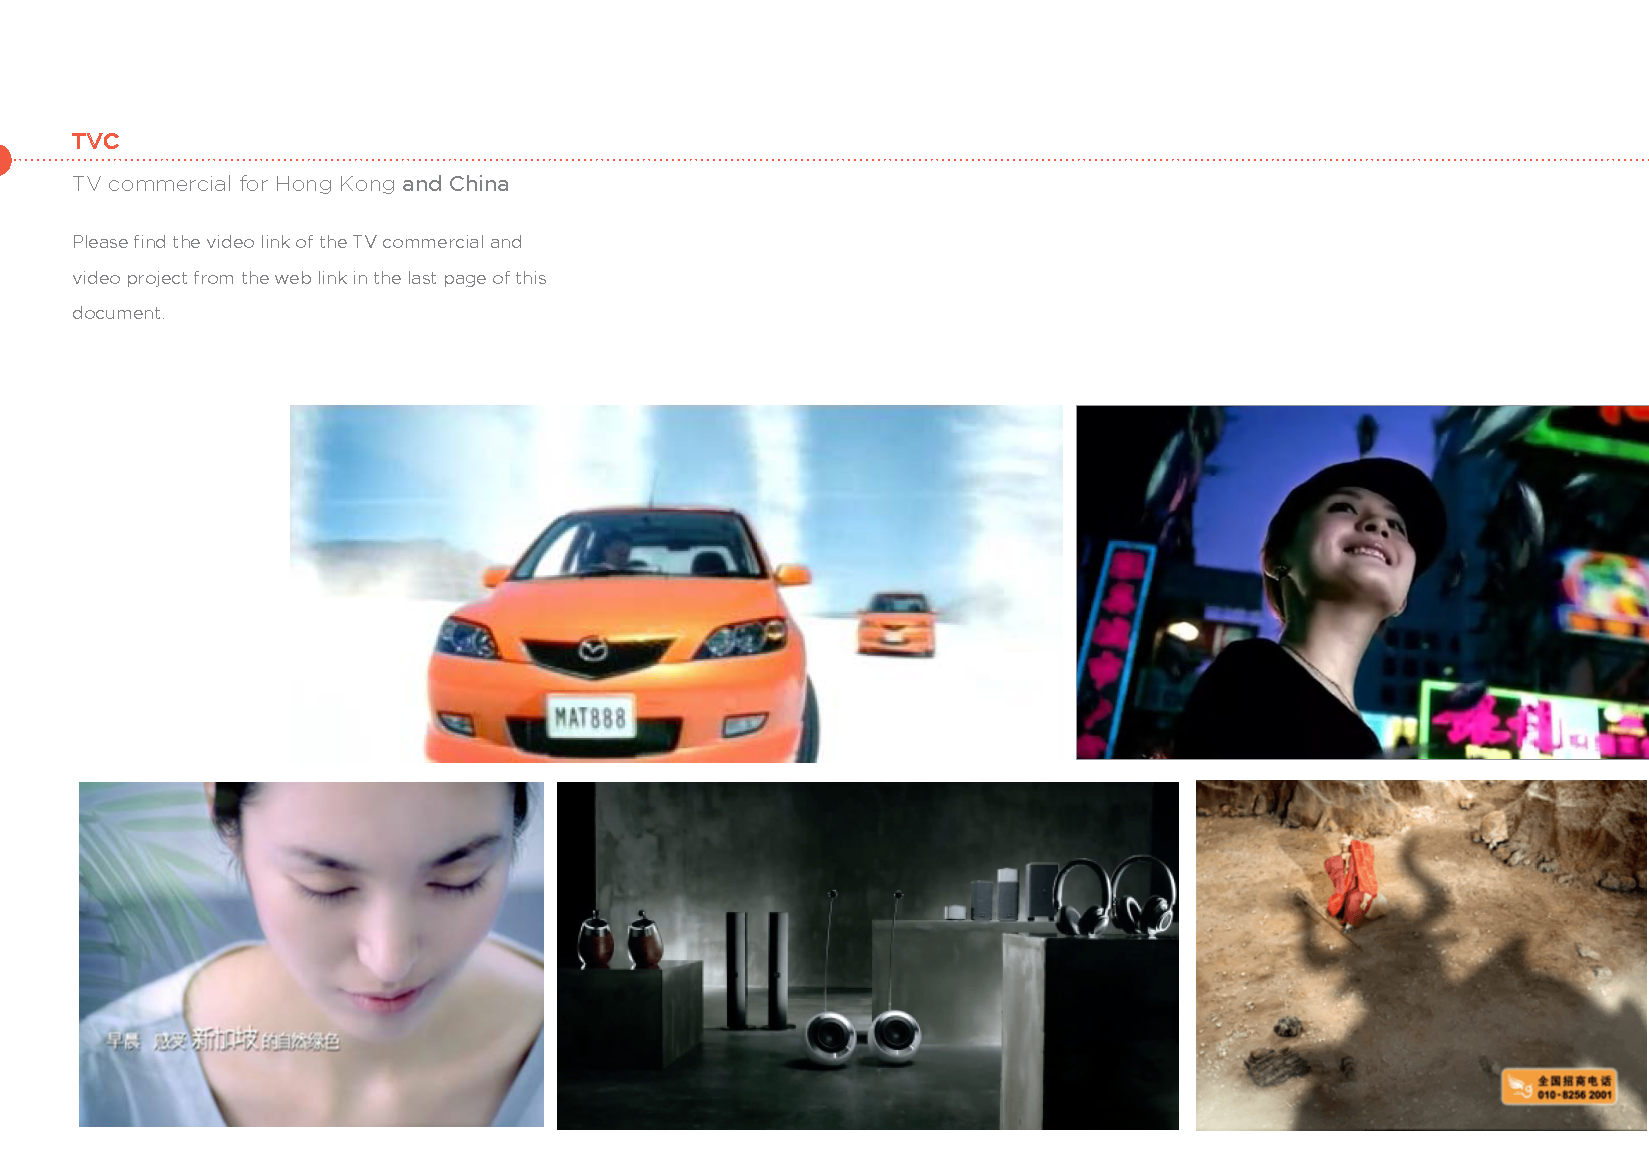 TVC
TV commercial for Hong Kong and China
Please find the video link of the TV commercial and
video project from the web link in the last page of this
document.
MAT888
早晨 感受 新加坡 的自然绿色
全国招商电话
010-8256 2001